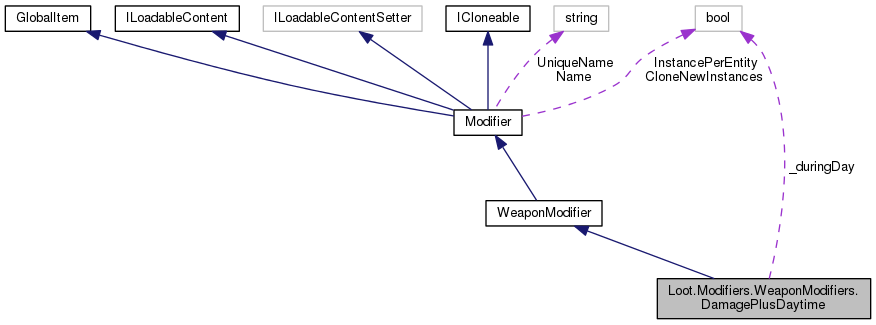 GlobalItem
ILoadableContent
ILoadableContentSetter
ICloneable
string
bool
UniqueName
Name
InstancePerEntity
CloneNewInstances
Modifier
_duringDay
WeaponModifier
Loot.Modifiers.WeaponModifiers.
DamagePlusDaytime